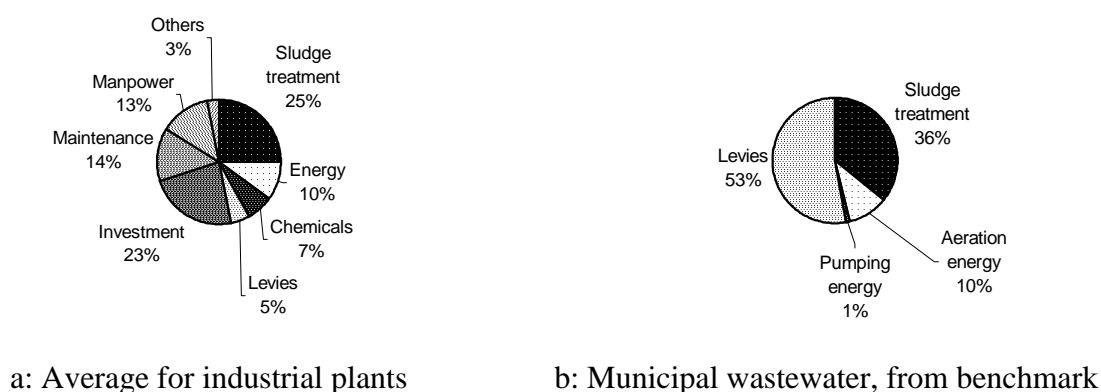 Others
3%
Sludge
treatment
25%
Manpower
13%
Maintenance
14%
Energy
10%
Investment
23%
Chemicals
7%
Levies
5%
Sludge
treatment
36%
Levies
53%
Aeration
energy
10%
Pumping
energy
1%
a: Average for industrial plants
b: Municipal wastewater, from benchmark